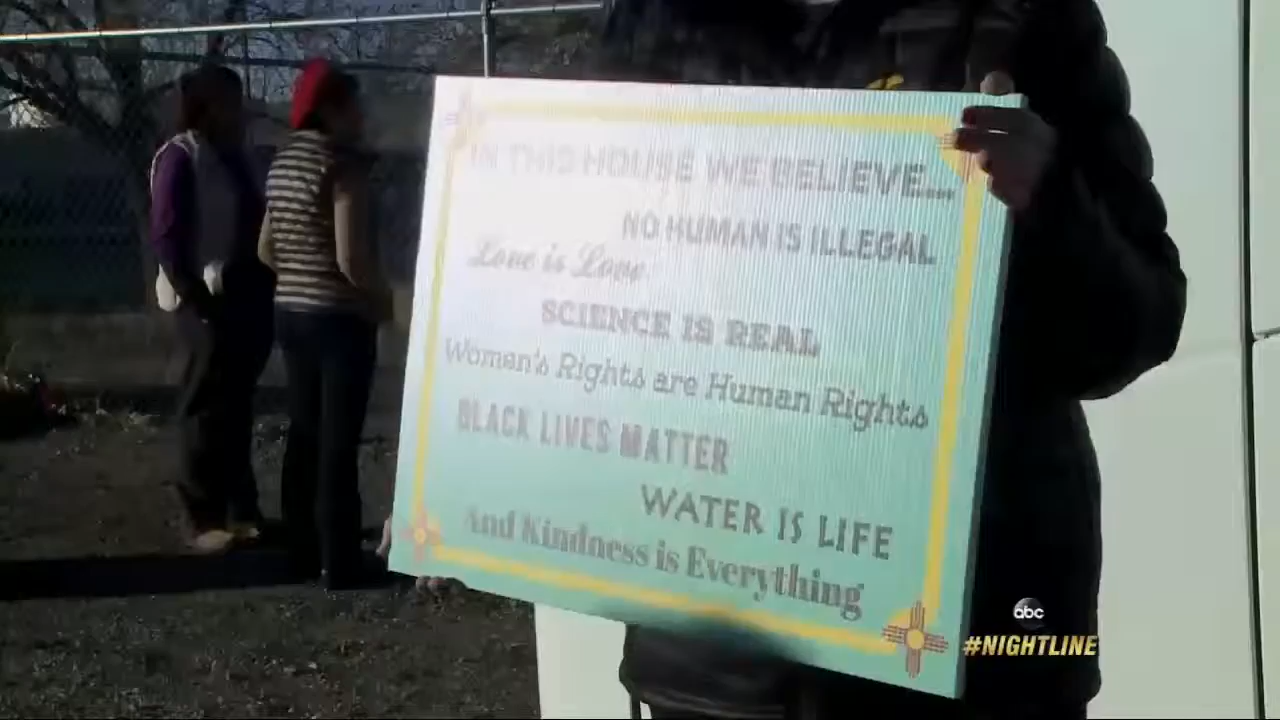 IN THIS HOUSE WE BELIEVE...
NO HUMAN IS ILLEGAL
Love is Love
SCIENCE IS REAL
Women's Rights are Human Rights
BLACK LIVES MATTER
WATER IS LIFE
And Kindness is Everything
abc
#NIGHTLINE